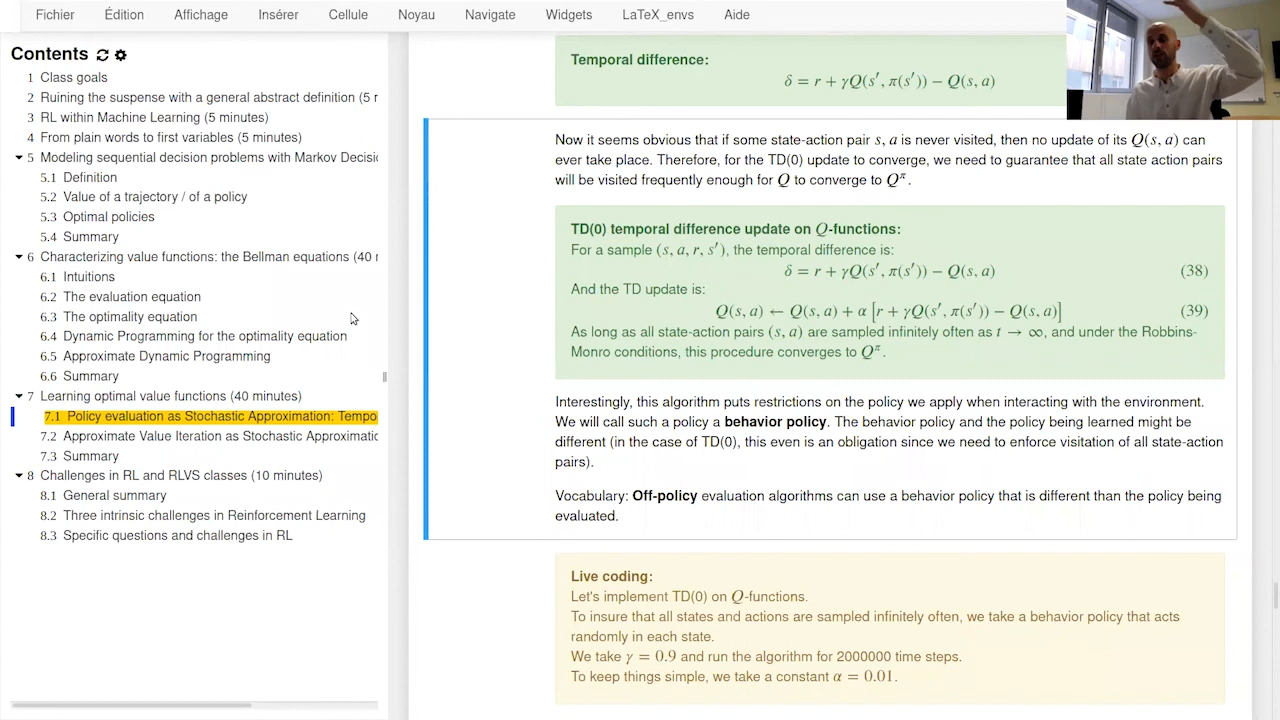 Fichier Édition Affichage Insérer Cellule Noyau Navigate Widgets LaTeX_envs Aide
Contents
1 Class goals
2 Ruining the suspense with a general abstract definition (5 r
3 RL within Machine Learning (5 minutes)
4 From plain words to first variables (5 minutes)
5 Modeling sequential decision problems with Markov Decisi
5.1 Definition
5.2 Value of a trajectory / of a policy
5.3 Optimal policies
5.4 Summary
6 Characterizing value functions: the Bellman equations (40 r
6.1 Intuitions
6.2 The evaluation equation
6.3 The optimality equation
6.4 Dynamic Programming for the optimality equation
6.5 Approximate Dynamic Programming
6.6 Summary
7 Learning optimal value functions (40 minutes)
7.1 Policy evaluation as Stochastic Approximation: Tempo
7.2 Approximate Value Iteration as Stochastic Approximatic
7.3 Summary
8 Challenges in RL and RLVS classes (10 minutes)
8.1 General summary
8.2 Three intrinsic challenges in Reinforcement Learning
8.3 Specific questions and challenges in RL
Temporal difference:
δ = r + γQ(s′, π(s′)) − Q(s, a)
Now it seems obvious that if some state-action pair s, a is never visited, then no update of its Q(s, a) can
ever take place. Therefore, for the TD(0) update to converge, we need to guarantee that all state action pairs
will be visited frequently enough for Q to converge to Q^π.
TD(0) temporal difference update on Q-functions:
For a sample (s, a, r, s′), the temporal difference is:
δ = r + γQ(s′, π(s′)) − Q(s, a) (38)
And the TD update is:
Q(s, a) ← Q(s, a) + α [r + γQ(s′, π(s′)) − Q(s, a)] (39)
As long as all state-action pairs (s, a) are sampled infinitely often as t → ∞, and under the Robbins-
Monro conditions, this procedure converges to Q^π.
Interestingly, this algorithm puts restrictions on the policy we apply when interacting with the environment.
We will call such a policy a behavior policy. The behavior policy and the policy being learned might be
different (in the case of TD(0), this even is an obligation since we need to enforce visitation of all state-action
pairs).
Vocabulary: Off-policy evaluation algorithms can use a behavior policy that is different than the policy being
evaluated.
Live coding:
Let's implement TD(0) on Q-functions.
To insure that all states and actions are sampled infinitely often, we take a behavior policy that acts
randomly in each state.
We take γ = 0.9 and run the algorithm for 2000000 time steps.
To keep things simple, we take a constant α = 0.01.